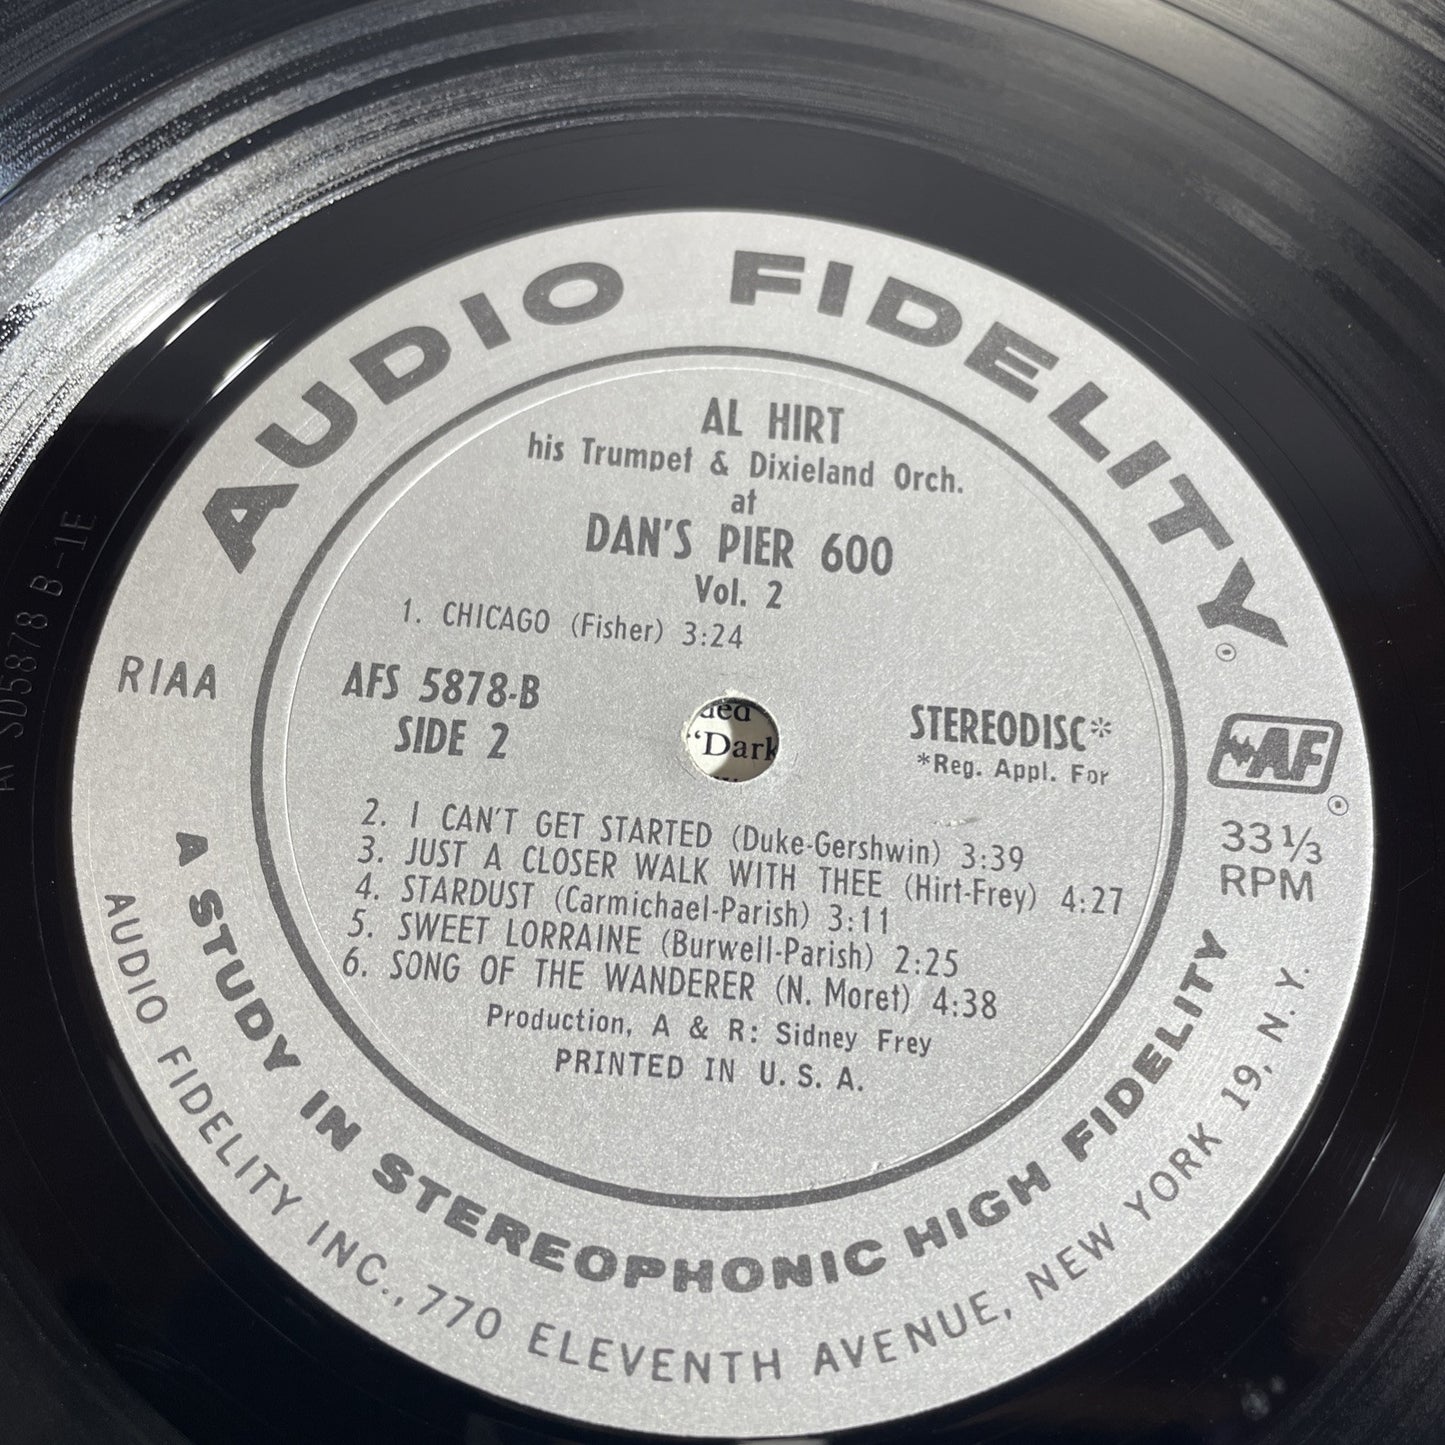 AUDIO FIDELITY
AL HIRT
his Trumpet & Dixieland Orch.
at
DAN'S PIER 600
Vol. 2
1. CHICAGO (Fisher) 3:24
RIAA
AFS 5878-B
SIDE 2
STEREODISC*
*Reg. Appl. For
AF
33 1/3
RPM
"Dark
2. I CAN'T GET STARTED (Duke-Gershwin) 3:39
3. JUST A CLOSER WALK WITH THEE (Hirt-Frey) 4:27
4. STARDUST (Carmichael-Parish) 3:11
5. SWEET LORRAINE (Burwell-Parish) 2:25
6. SONG OF THE WANDERER (N. Moret) 4:38
Production, A & R: Sidney Frey
PRINTED IN U. S. A.
A STUDY IN STEREOPHONIC HIGH FIDELITY
AUDIO FIDELITY INC., 770 ELEVENTH AVENUE, NEW YORK 19, N. Y.
SD5878 B-1E